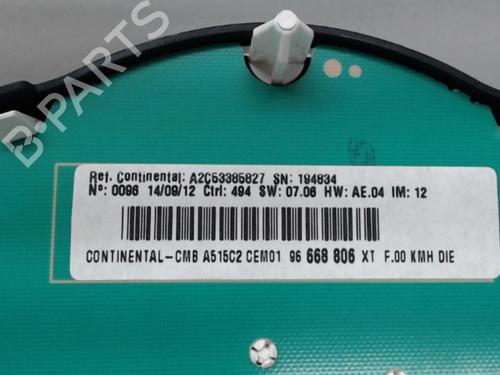 Ref. Continental: A2C53385827 SN: 194834
Nº: 0096 14/09/12 Ctrl: 494 SW: 07.06 HW: AE.04 IM: 12
CONTINENTAL-CMB A515C2 CEM01 96 668 806 XT F.00 KMH DIE
B-PARTS